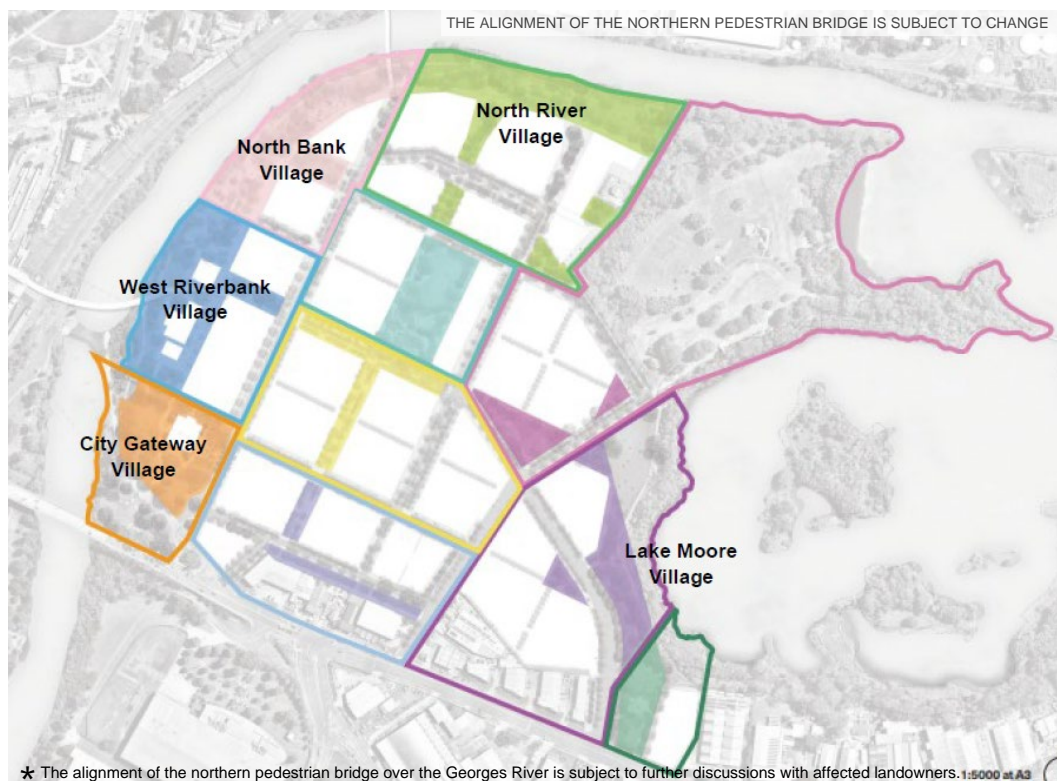 THE ALIGNMENT OF THE NORTHERN PEDESTRIAN BRIDGE IS SUBJECT TO CHANGE
North River
Village
North Bank
Village
West Riverbank
Village
City Gateway
Village
Lake Moore
Village
* The alignment of the northern pedestrian bridge over the Georges River is subject to further discussions with affected landowners.
1:5000 at A3